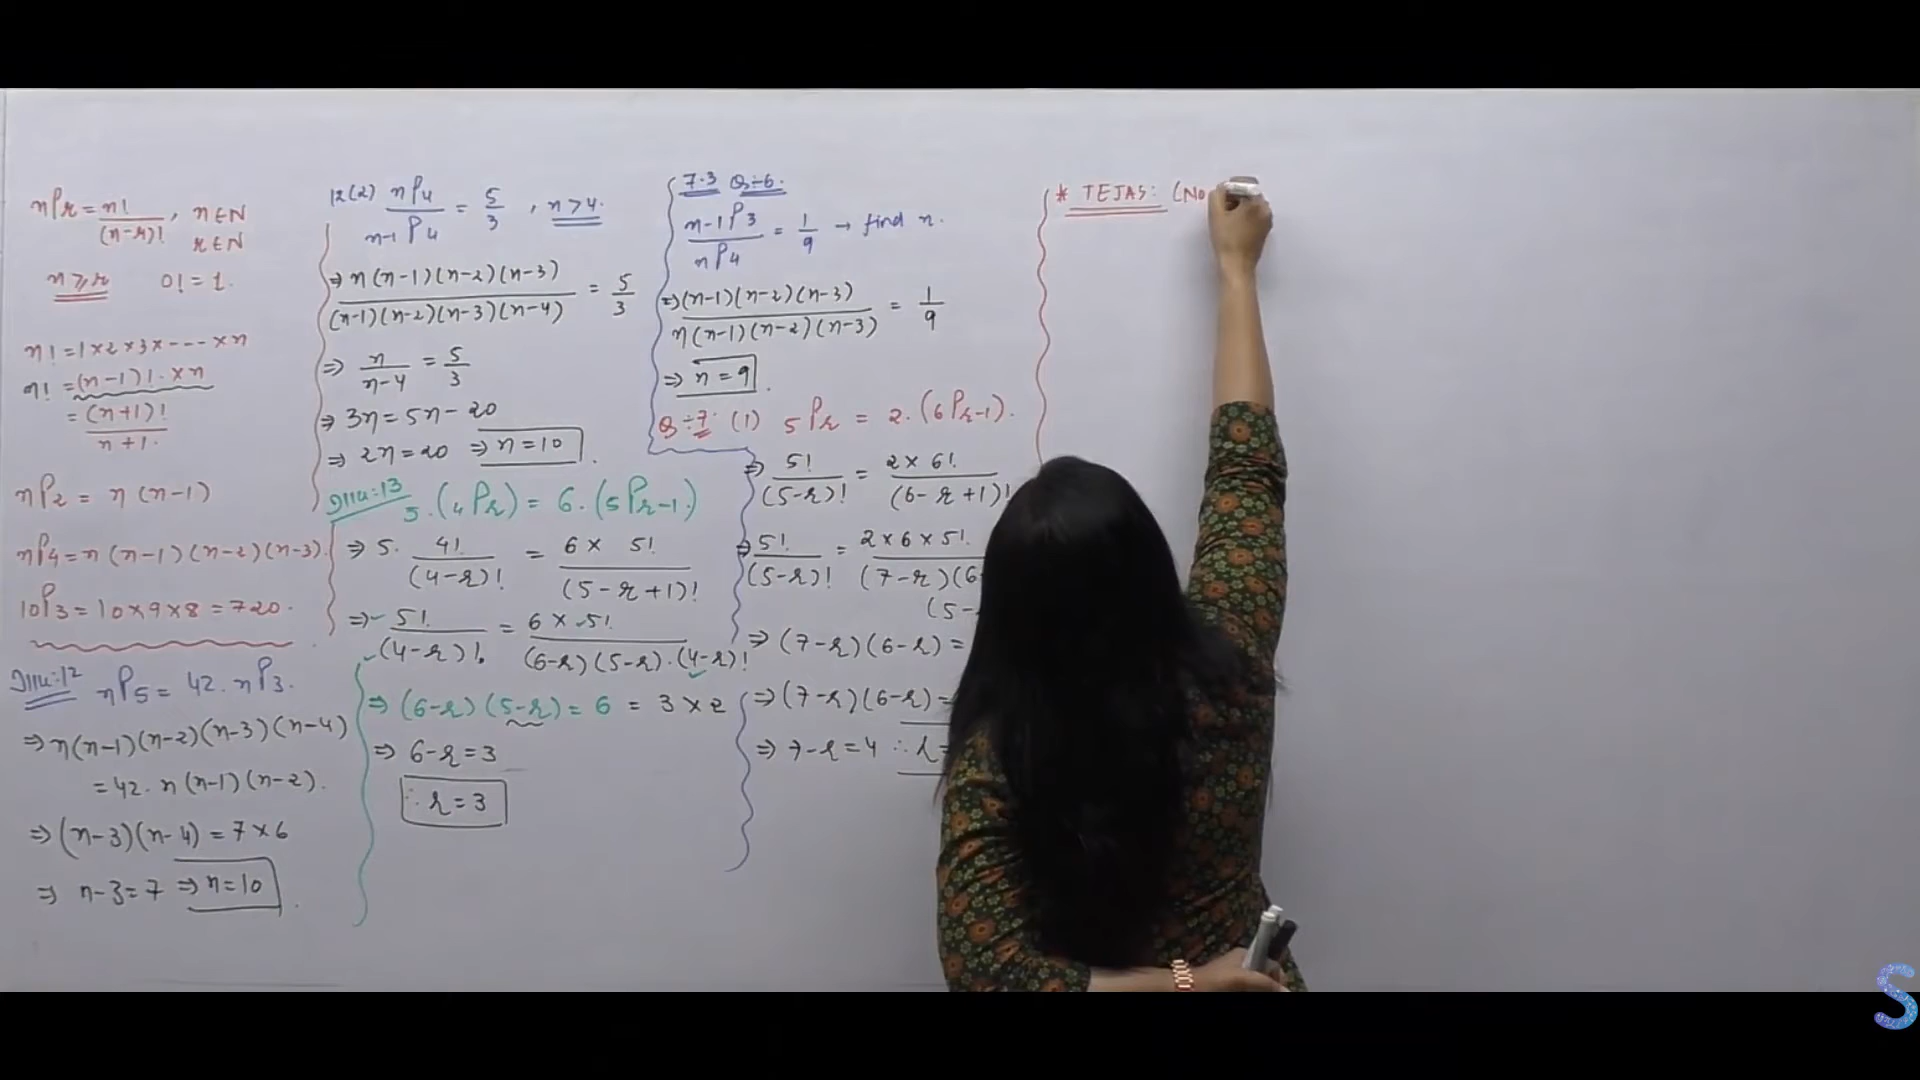 nPr = n! / (n-r)! , n∈N
r∈N
n⩾r 0! = 1.
n! = 1×2×3×----×n
n! = (n-1)!.×n
= (n+1)! / n+1.
nP2 = n(n-1)
nP4 = n(n-1)(n-2)(n-3).
10P3 = 10×9×8 = 720.
Illu:12 nP5 = 42. nP3.
⇒ n(n-1)(n-2)(n-3)(n-4)
= 42. n(n-1)(n-2).
⇒ (n-3)(n-4) = 7×6
⇒ n-3 = 7 ⇒ n = 10
12(2) nP4 / n-1P4 = 5/3 , n>4.
⇒ n(n-1)(n-2)(n-3) / (n-1)(n-2)(n-3)(n-4) = 5/3
⇒ n / n-4 = 5/3
⇒ 3n = 5n-20
⇒ 2n = 20 ⇒ n = 10
Illu:13 5.(4Pr) = 6.(5Pr-1.)
⇒ 5. 4! / (4-r)! = 6× 5! / (5-r+1)!
⇒ 5! / (4-r)! = 6×5! / (6-r)(5-r).(4-r)!
⇒ (6-r)(5-r) = 6 = 3×2
⇒ 6-r = 3
∴ r = 3
7.3 Q÷6.
n-1P3 / nP4 = 1/9 → find n.
⇒ (n-1)(n-2)(n-3) / n(n-1)(n-2)(n-3) = 1/9
⇒ n = 9.
Q÷7. (1) 5Pr = 2.(6Pr-1).
⇒ 5! / (5-r)! = 2×6! / (6-r+1)!
⇒ 5! / (5-r)! = 2×6×5! / (7-r)(6-
(5-
⇒ (7-r)(6-r) =
⇒ (7-r)(6-r) =
⇒ 7-r = 4 ∴ r =
* TEJAS: (No
S